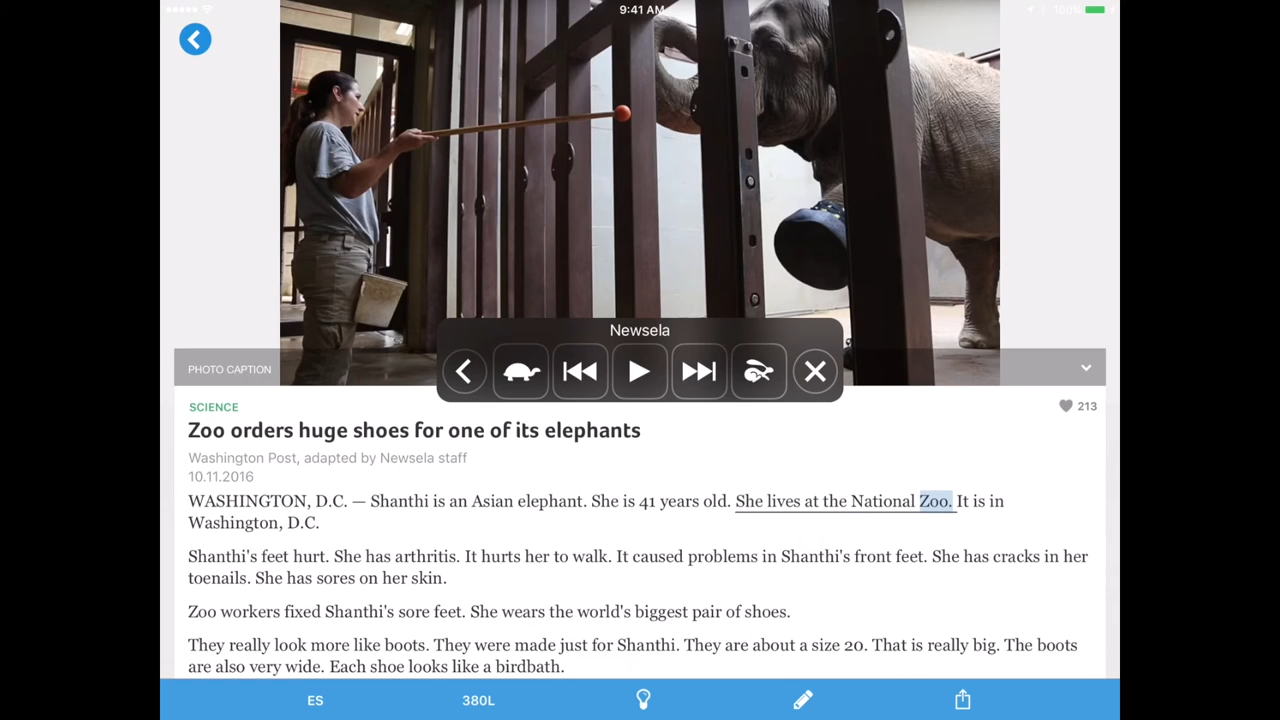 9:41 AM
100%
Newsela
PHOTO CAPTION
SCIENCE
213
Zoo orders huge shoes for one of its elephants
Washington Post, adapted by Newsela staff
10.11.2016
WASHINGTON, D.C. — Shanthi is an Asian elephant. She is 41 years old. She lives at the National Zoo. It is in
Washington, D.C.
Shanthi's feet hurt. She has arthritis. It hurts her to walk. It caused problems in Shanthi's front feet. She has cracks in her
toenails. She has sores on her skin.
Zoo workers fixed Shanthi's sore feet. She wears the world's biggest pair of shoes.
They really look more like boots. They were made just for Shanthi. They are about a size 20. That is really big. The boots
are also very wide. Each shoe looks like a birdbath.
ES
380L